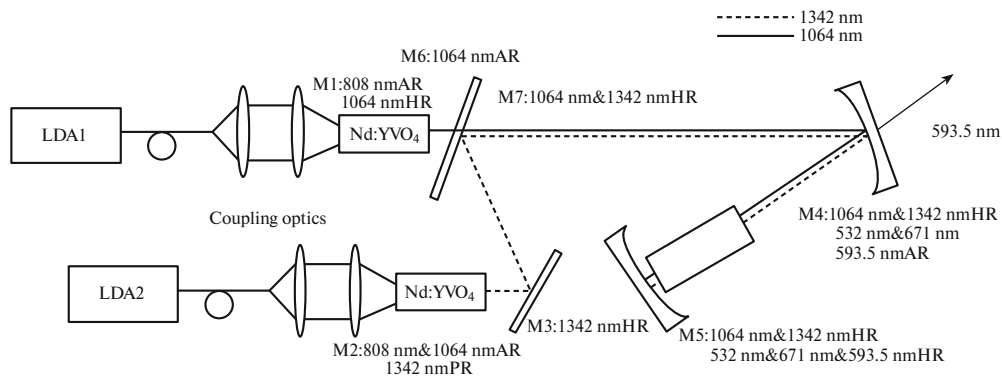 1342 nm
1064 nm
M6:1064 nmAR
M1:808 nmAR
1064 nmHR
M7:1064 nm&1342 nmHR
LDA1
Nd:YVO4
593.5 nm
Coupling optics
M4:1064 nm&1342 nmHR
532 nm&671 nm
593.5 nmAR
LDA2
Nd:YVO4
M3:1342 nmHR
M2:808 nm&1064 nmAR
1342 nmPR
M5:1064 nm&1342 nmHR
532 nm&671 nm&593.5 nmHR